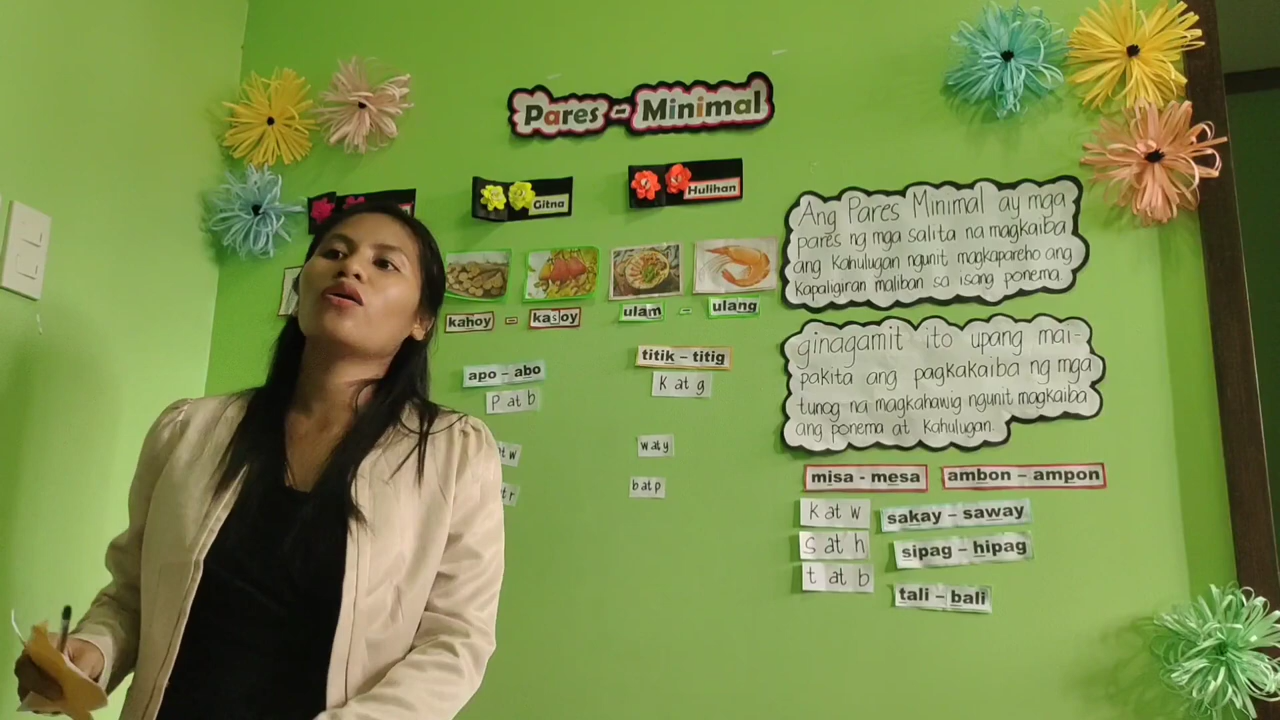 Pares - Minimal
Gitna
Hulihan
kahoy - kasoy
ulam - ulang
apo – abo
p at b
t w
t r
titik – titig
k at g
w at y
b at p
Ang Pares Minimal ay mga
pares ng mga salita na magkaiba
ang kahulugan ngunit magkapareho ang
kapaligiran maliban sa isang ponema.
ginagamit ito upang mai-
pakita ang pagkakaiba ng mga
tunog na magkahawig ngunit magkaiba
ang ponema at kahulugan.
misa - mesa
ambon – ampon
k at w
sakay – saway
s at h
sipag – hipag
t at b
tali – bali